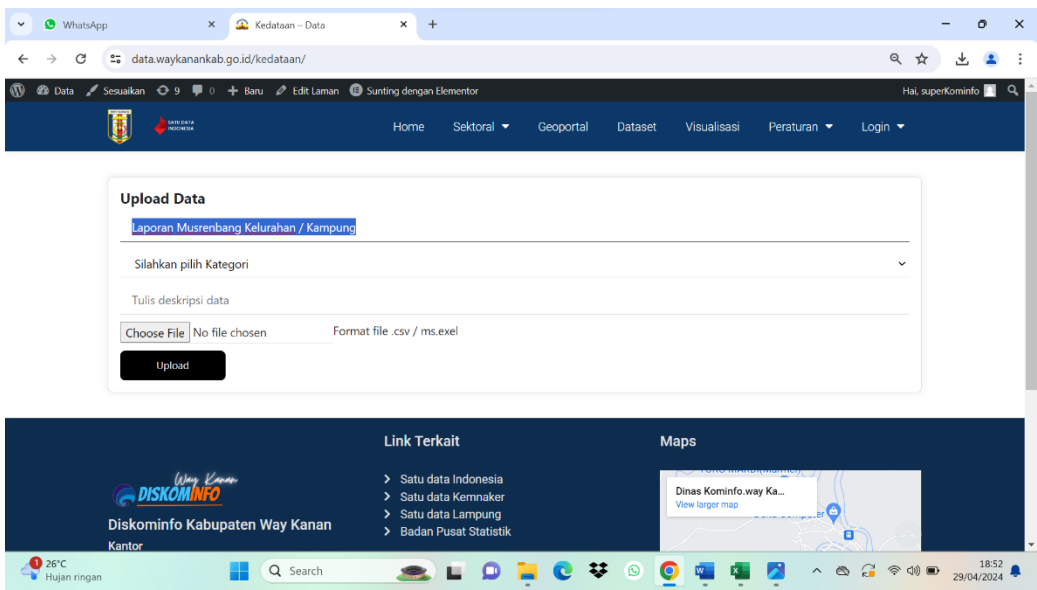 WhatsApp
Kedataan – Data
data.waykanankab.go.id/kedataan/
Data Sesuaikan 9 0 + Baru Edit Laman Sunting dengan Elementor Hai, superKominfo
SATU DATA
INDONESIA
Home Sektoral Geoportal Dataset Visualisasi Peraturan Login
Upload Data
Laporan Musrenbang Kelurahan / Kampung
Silahkan pilih Kategori
Tulis deskripsi data
Choose File No file chosen Format file .csv / ms.exel
Upload
Way Kanan
DISKOMINFO
Diskominfo Kabupaten Way Kanan
Kantor
Link Terkait
Satu data Indonesia
Satu data Kemnaker
Satu data Lampung
Badan Pusat Statistik
Maps
Dinas Kominfo.way Ka...
View larger map
1
26°C
Hujan ringan
Search
18:52
29/04/2024